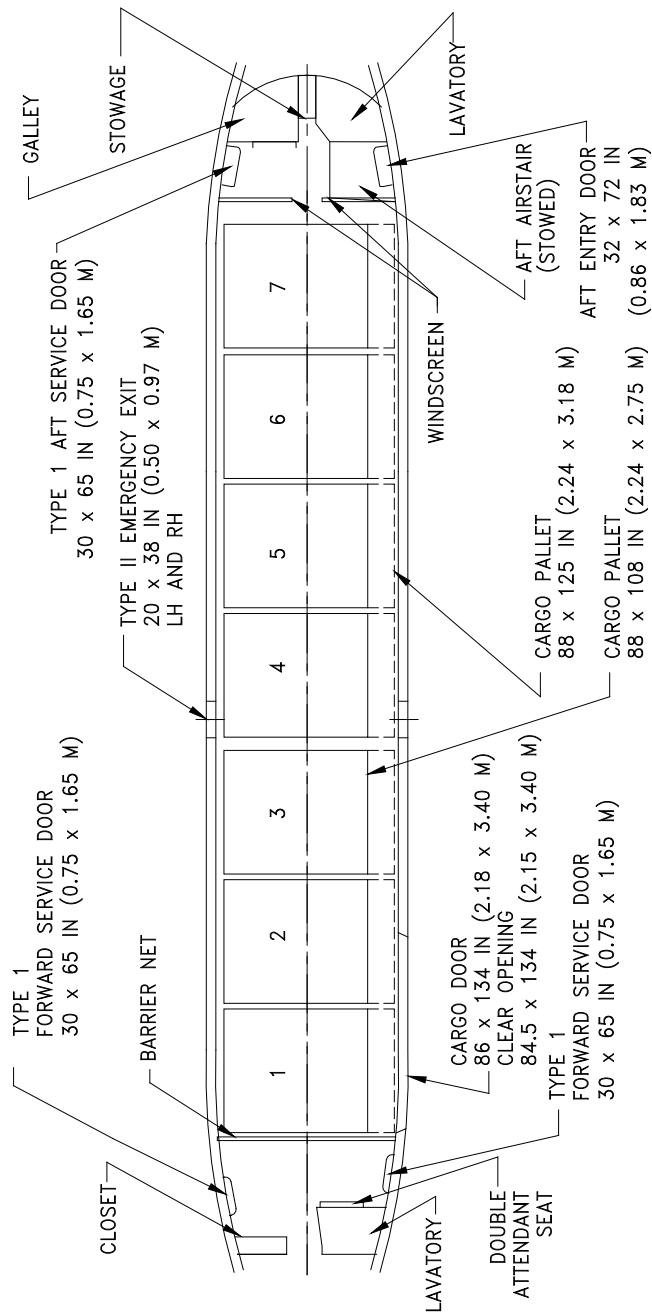 TYPE 1
FORWARD SERVICE DOOR
30 x 65 IN (0.75 x 1.65 M)
CLOSET
BARRIER NET
TYPE II EMERGENCY EXIT
20 x 38 IN (0.50 x 0.97 M)
LH AND RH
TYPE 1 AFT SERVICE DOOR
30 x 65 IN (0.75 x 1.65 M)
GALLEY
STOWAGE
1
2
3
4
5
6
7
LAVATORY
DOUBLE
ATTENDANT
SEAT
CARGO DOOR
86 x 134 IN (2.18 x 3.40 M)
CLEAR OPENING
84.5 x 134 IN (2.15 x 3.40 M)
TYPE 1
FORWARD SERVICE DOOR
30 x 65 IN (0.75 x 1.65 M)
CARGO PALLET
88 x 125 IN (2.24 x 3.18 M)
CARGO PALLET
88 x 108 IN (2.24 x 2.75 M)
WINDSCREEN
AFT AIRSTAIR
(STOWED)
AFT ENTRY DOOR
32 x 72 IN
(0.86 x 1.83 M)
LAVATORY